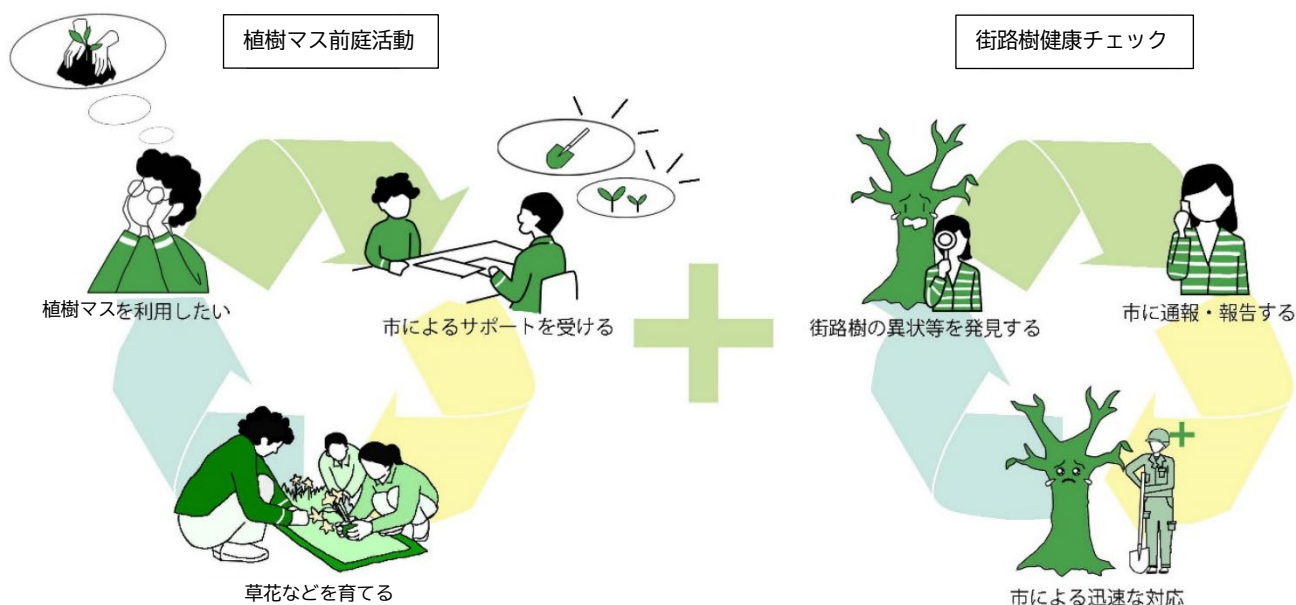 植樹マス前庭活動
街路樹健康チェック
植樹マスを利用したい
市によるサポートを受ける
草花などを育てる
街路樹の異状等を発見する
市に通報・報告する
市による迅速な対応